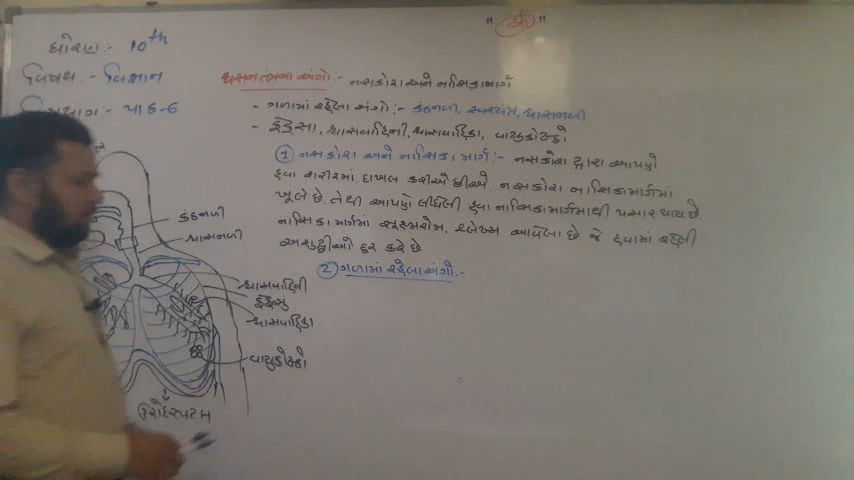 "ૐ"
ધોરણ:- 10th
વિષય - વિજ્ઞાન
પાઠ-6
શ્વસનતંત્રના અંગો:- નસકોરા અને નાસિકામાર્ગ
- ગળામાં રહેલા અંગો:- કંઠનળી, સ્વરયંત્ર, શ્વાસનળી
- ફેફસા, શ્વાસવાહિની, શ્વાસવાહિકા, વાયુકોષ્ઠો
① નસકોરા અને નાસિકા માર્ગ:- નસકોરા દ્વારા આપણે
હવા શરીરમાં દાખલ કરીએ છીએ. નસકોરા નાસિકામાર્ગમાં
ખૂલે છે. તેથી આપણે લીધેલી હવા નાસિકામાર્ગમાંથી પસાર થાય છે
નાસિકામાર્ગમાં સૂક્ષ્મરોમ, શ્લેષ્મ આવેલા છે જે હવામાં રહેલી
અશુદ્ધીઓ દૂર કરે છે.
② ગળામાં રહેલા અંગો:-
કંઠનળી
શ્વાસનળી
શ્વાસવાહિની
ફેફસું
શ્વાસવાહિકા
વાયુકોષ્ઠો
ઉરોદરપટલ